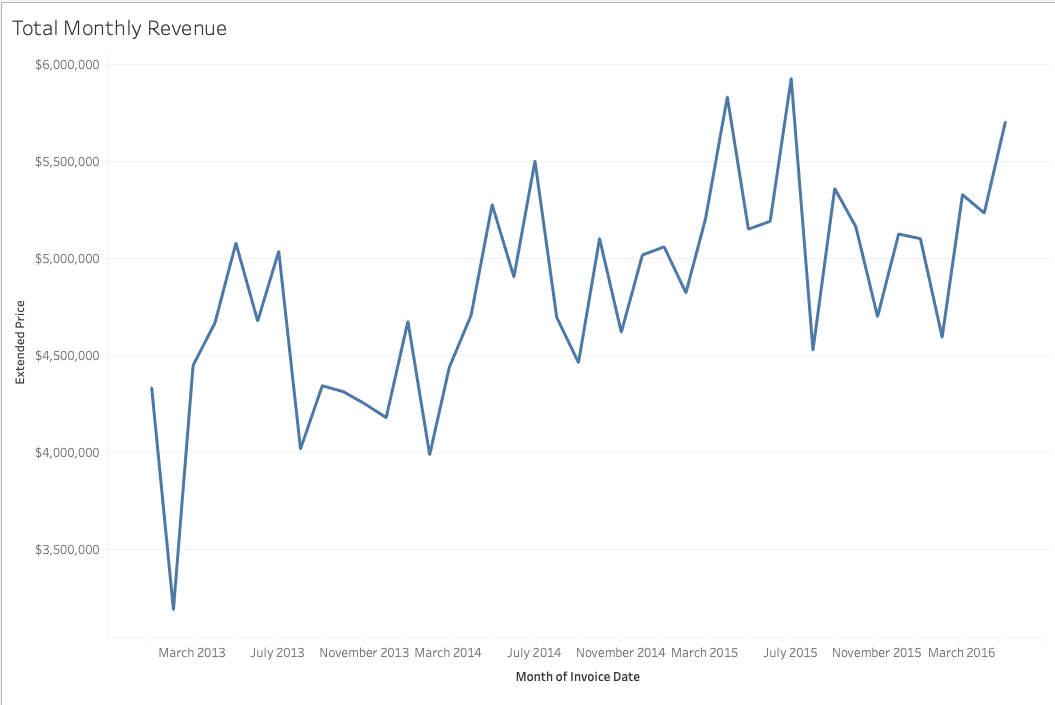 Total Monthly Revenue
$6,000,000
$5,500,000
$5,000,000
$4,500,000
$4,000,000
$3,500,000
Extended Price
March 2013 July 2013 November 2013 March 2014 July 2014 November 2014 March 2015 July 2015 November 2015 March 2016
Month of Invoice Date